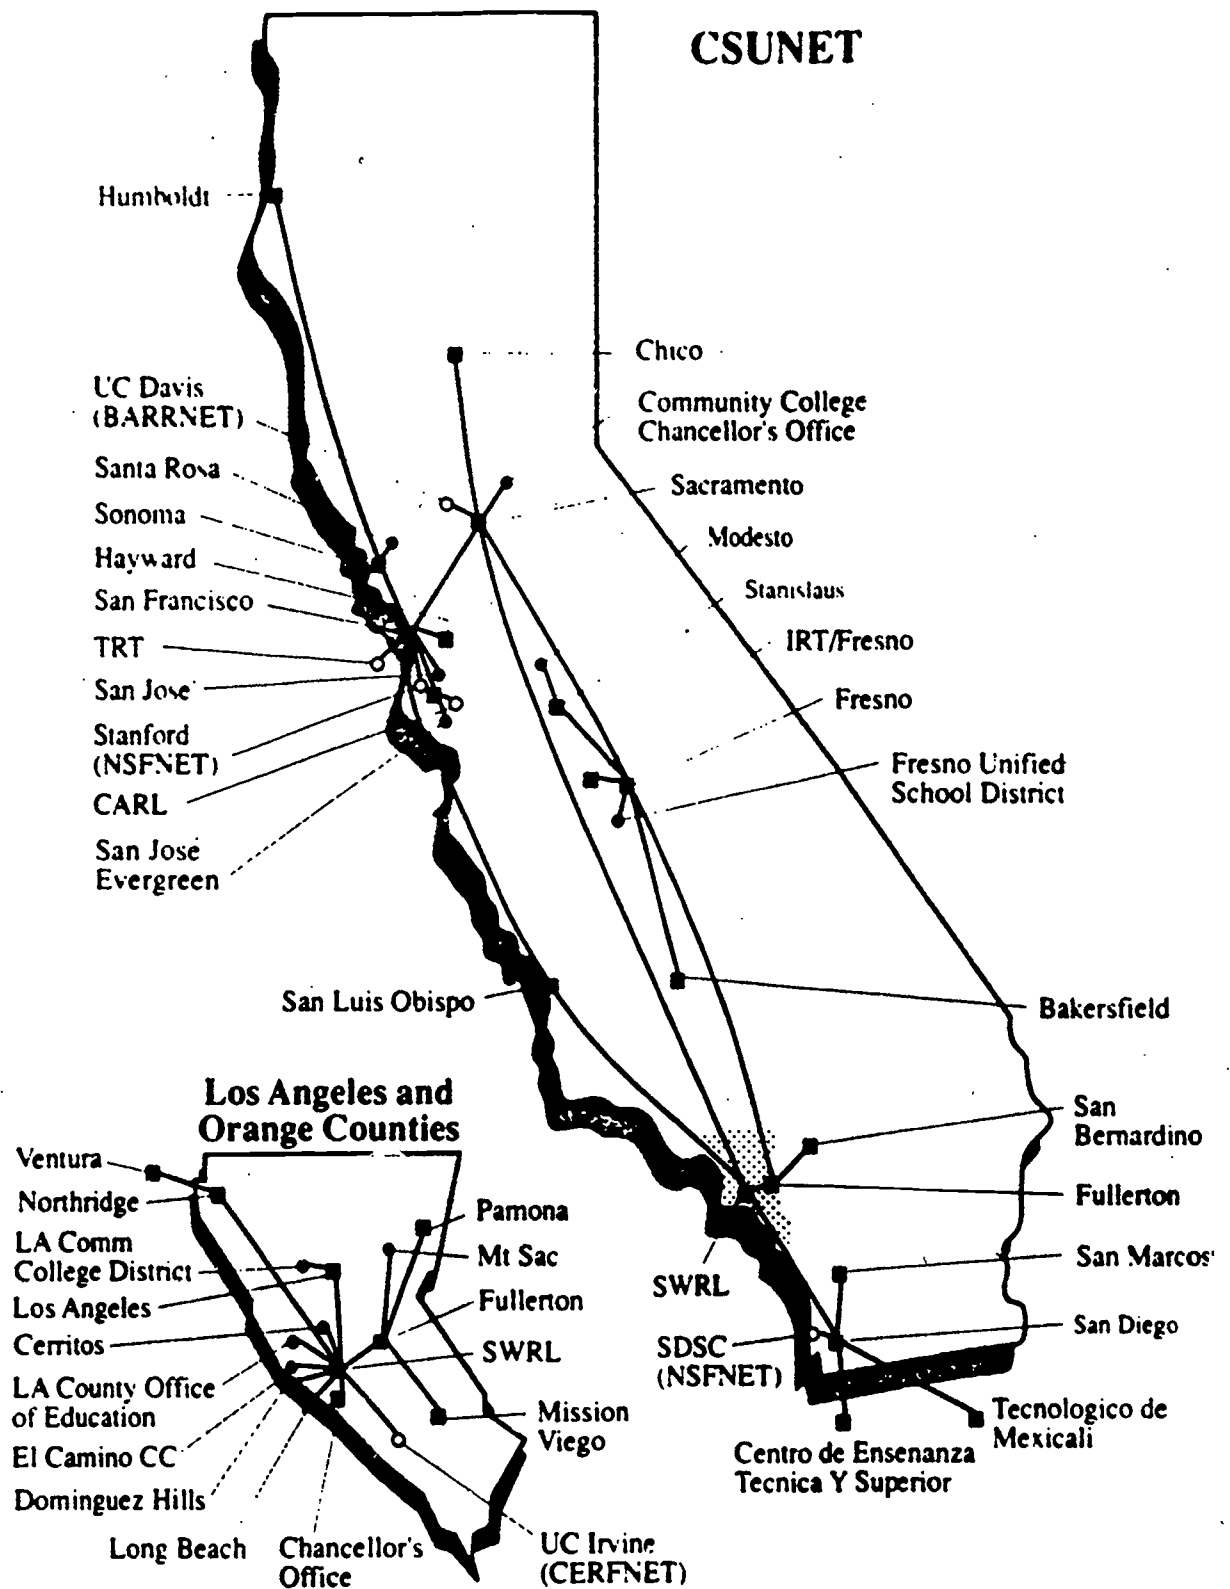 CSUNET
Humboldt
Chico
UC Davis
(BARRNET)
Community College
Chancellor's Office
Santa Rosa
Sacramento
Sonoma
Modesto
Hayward
Stanislaus
San Francisco
IRT/Fresno
TRT
San Jose
Fresno
Stanford
(NSFNET)
Fresno Unified
School District
CARL
San Jose
Evergreen
San Luis Obispo
Bakersfield
San
Bernardino
Fullerton
SWRL
San Marcos
SDSC
(NSFNET)
San Diego
Tecnologico de
Mexicali
Centro de Ensenanza
Tecnica Y Superior
Los Angeles and
Orange Counties
Ventura
Northridge
Pamona
LA Comm
College District
Mt Sac
Los Angeles
Fullerton
Cerritos
SWRL
LA County Office
of Education
Mission
Viego
El Camino CC
Dominguez Hills
Long Beach
Chancellor's
Office
UC Irvine
(CERFNET)